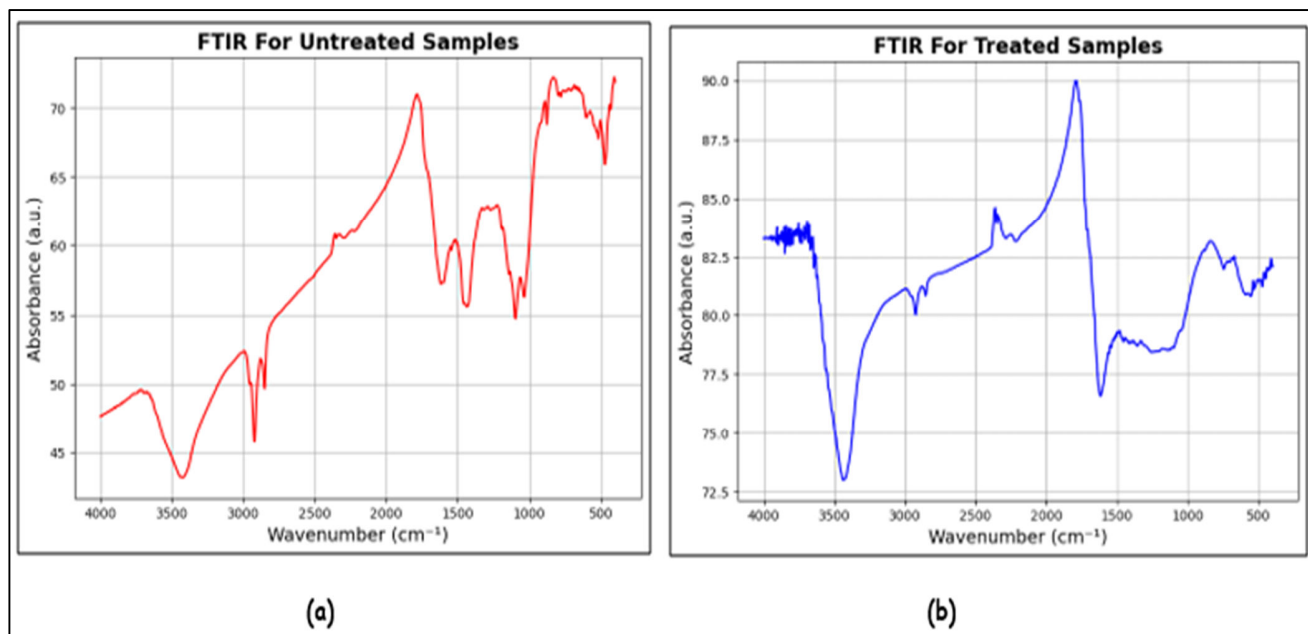 FTIR For Untreated Samples
70
65
60
55
50
45
Absorbance (a.u.)
4000 3500 3000 2500 2000 1500 1000 500
Wavenumber (cm⁻¹)
(a)
FTIR For Treated Samples
90.0
87.5
85.0
82.5
80.0
77.5
75.0
72.5
Absorbance (a.u.)
4000 3500 3000 2500 2000 1500 1000 500
Wavenumber (cm⁻¹)
(b)